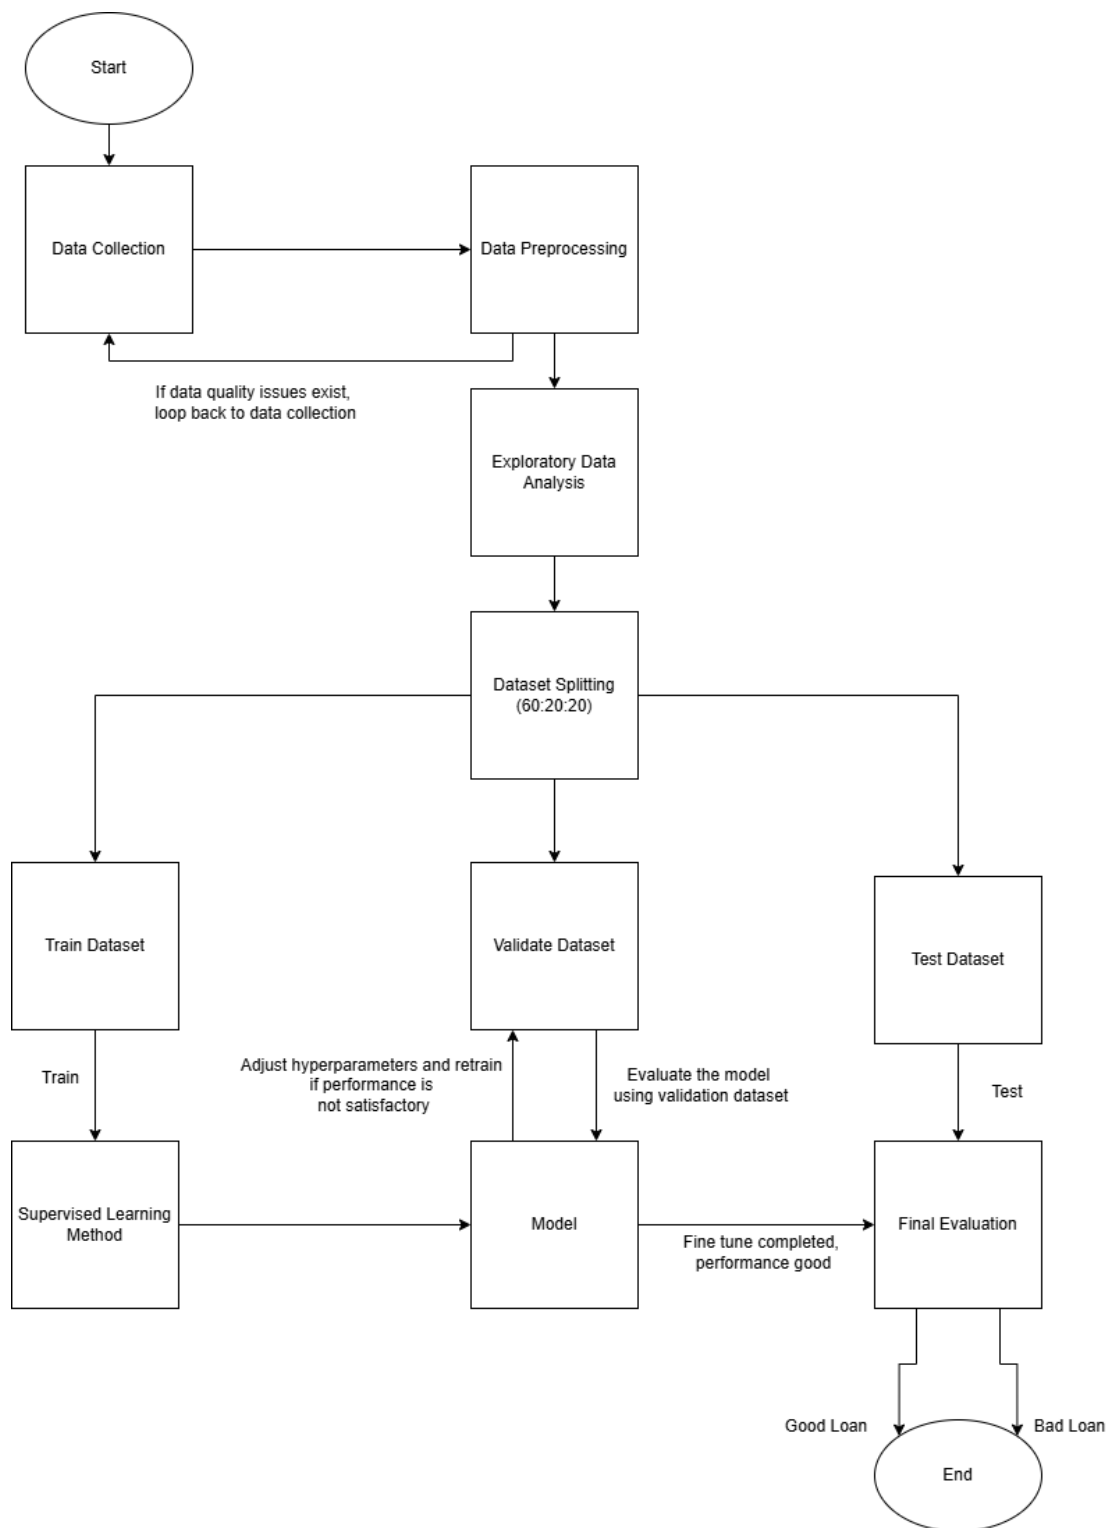 Start
Data Collection
Data Preprocessing
If data quality issues exist,
loop back to data collection
Exploratory Data
Analysis
Dataset Splitting
(60:20:20)
Train Dataset
Validate Dataset
Test Dataset
Train
Adjust hyperparameters and retrain
if performance is
not satisfactory
Evaluate the model
using validation dataset
Test
Supervised Learning
Method
Model
Fine tune completed,
performance good
Final Evaluation
Good Loan
Bad Loan
End